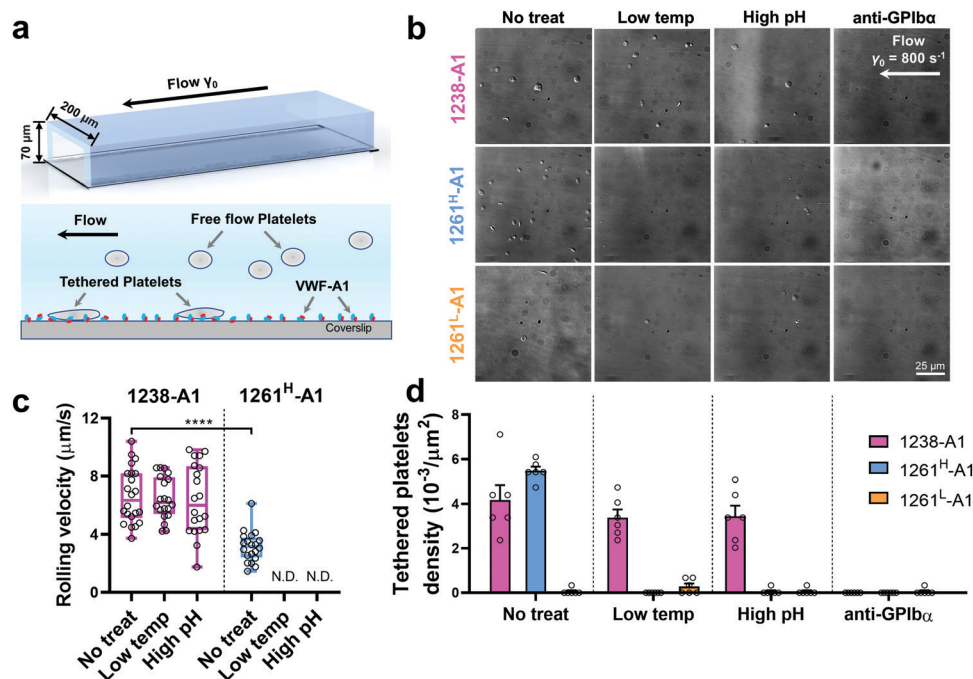 a
Flow γ₀
200 μm
70 μm
Flow
Free flow Platelets
Tethered Platelets
VWF-A1
Coverslip
b
No treat
Low temp
High pH
anti-GPIbα
1238-A1
1261ᴴ-A1
1261ᴸ-A1
Flow
γ₀ = 800 s⁻¹
25 μm
c
1238-A1
1261ᴴ-A1
Rolling velocity (μm/s)
12
9
6
3
0
****
N.D.
N.D.
No treat
Low temp
High pH
No treat
Low temp
High pH
d
Tethered platelets
density (10⁻³/μm²)
8
6
4
2
0
No treat
Low temp
High pH
anti-GPIbα
1238-A1
1261ᴴ-A1
1261ᴸ-A1